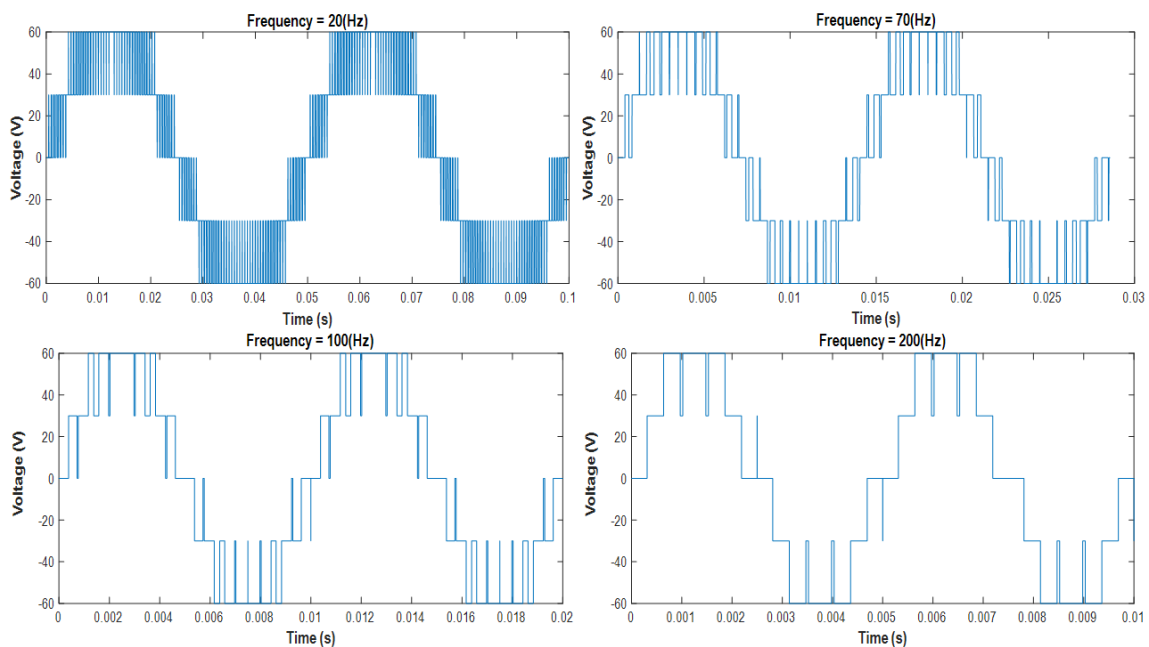 Frequency = 20(Hz)
Voltage (V)
60
40
20
0
-20
-40
-60
0 0.01 0.02 0.03 0.04 0.05 0.06 0.07 0.08 0.09 0.1
Time (s)
Frequency = 70(Hz)
Voltage (V)
60
40
20
0
-20
-40
-60
0 0.005 0.01 0.015 0.02 0.025 0.03
Time (s)
Frequency = 100(Hz)
Voltage (V)
60
40
20
0
-20
-40
-60
0 0.002 0.004 0.006 0.008 0.01 0.012 0.014 0.016 0.018 0.02
Time (s)
Frequency = 200(Hz)
Voltage (V)
60
40
20
0
-20
-40
-60
0 0.001 0.002 0.003 0.004 0.005 0.006 0.007 0.008 0.009 0.01
Time (s)